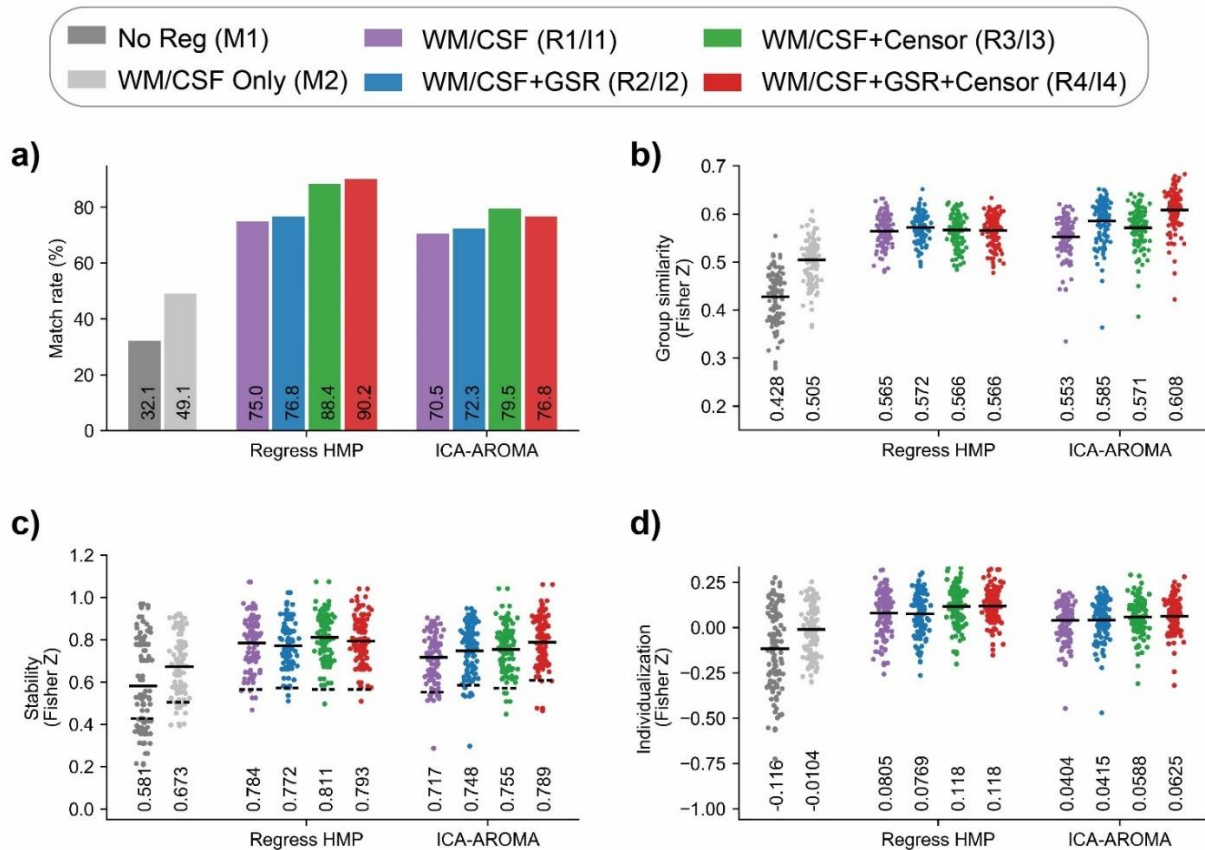 No Reg (M1)
WM/CSF (R1/I1)
WM/CSF+Censor (R3/I3)
WM/CSF Only (M2)
WM/CSF+GSR (R2/I2)
WM/CSF+GSR+Censor (R4/I4)
a)
Match rate (%)
80
60
40
20
0
32.1
49.1
75.0
76.8
88.4
90.2
70.5
72.3
79.5
76.8
Regress HMP
ICA-AROMA
b)
Group similarity
(Fisher Z)
0.7
0.6
0.5
0.4
0.3
0.2
0.428
0.505
0.565
0.572
0.566
0.566
0.553
0.585
0.571
0.608
Regress HMP
ICA-AROMA
c)
Stability
(Fisher Z)
1.2
1.0
0.8
0.6
0.4
0.2
0.0
0.581
0.673
0.784
0.772
0.811
0.793
0.717
0.748
0.755
0.789
Regress HMP
ICA-AROMA
d)
Individualization
(Fisher Z)
0.25
0.00
−0.25
−0.50
−0.75
−1.00
-0.116
-0.0104
0.0805
0.0769
0.118
0.118
0.0404
0.0415
0.0588
0.0625
Regress HMP
ICA-AROMA